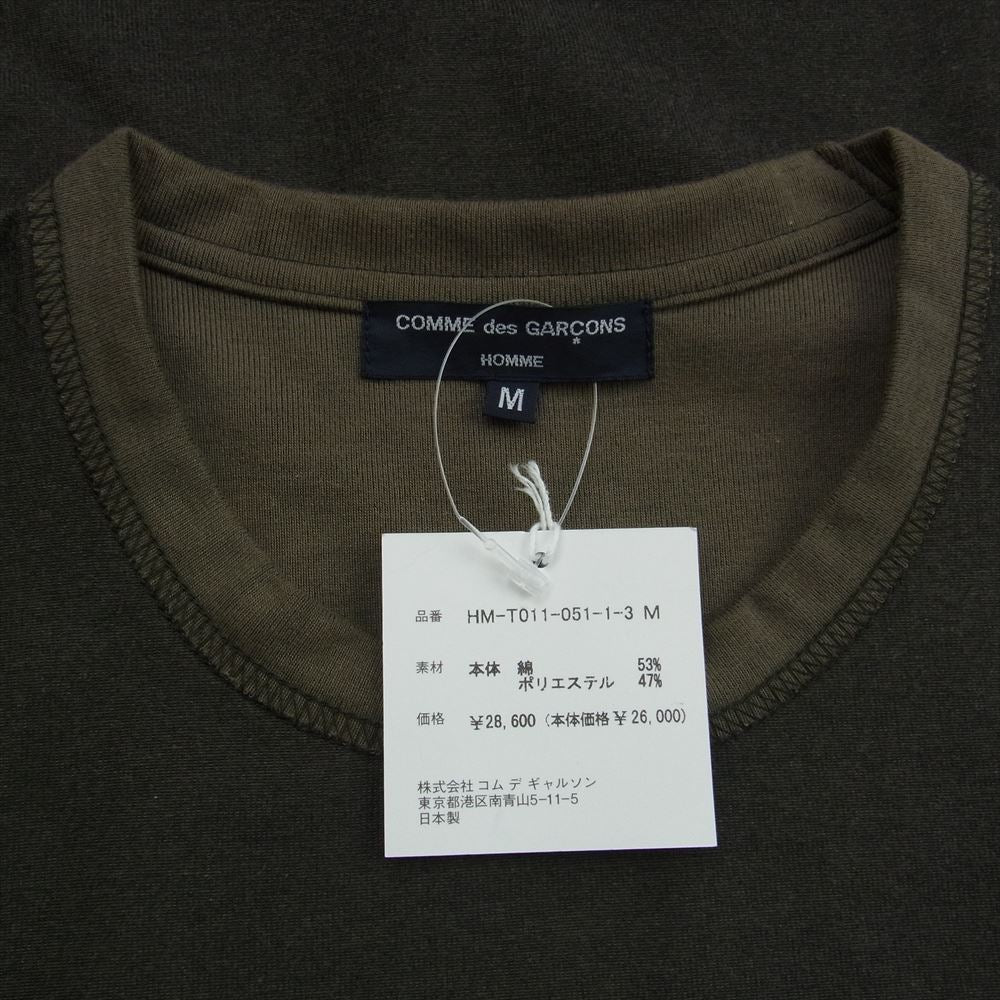 COMME des GARÇONS
HOMME
M
品番 HM-T011-051-1-3 M
素材 本体 綿 53%
ポリエステル 47%
価格 ¥28,600 (本体価格¥26,000)
株式会社 コム デ ギャルソン
東京都港区南青山5-11-5
日本製